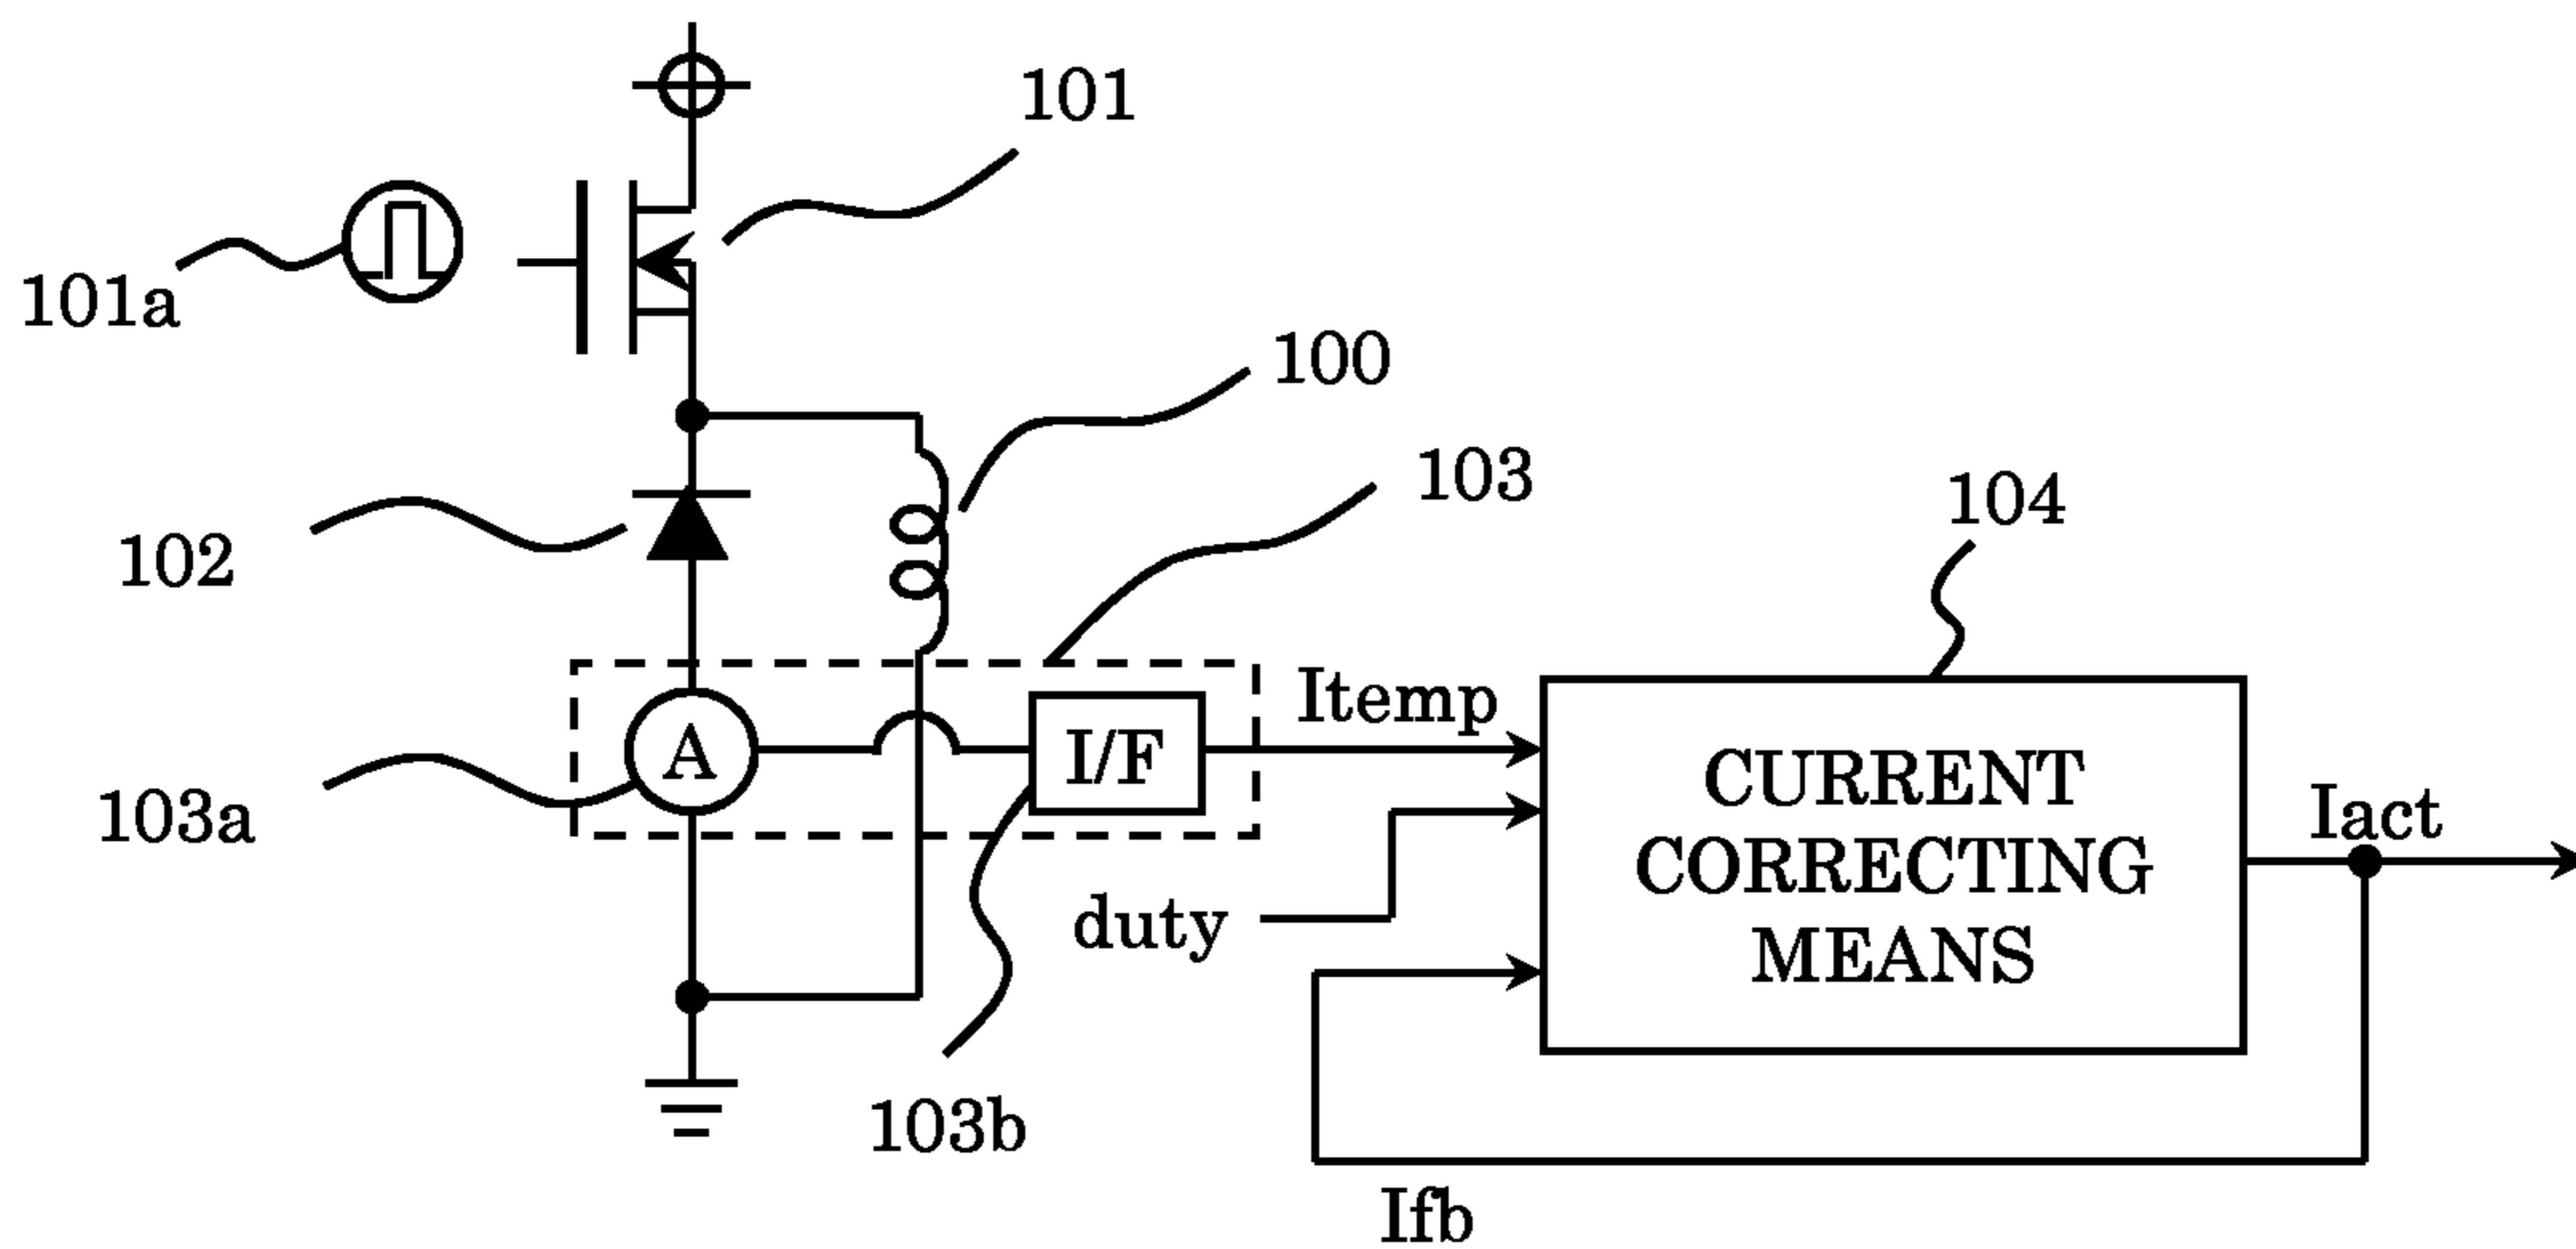 101
101a
100
103
104
102
Itemp
A
I/F
CURRENT
CORRECTING
MEANS
Iact
103a
duty
103b
Ifb